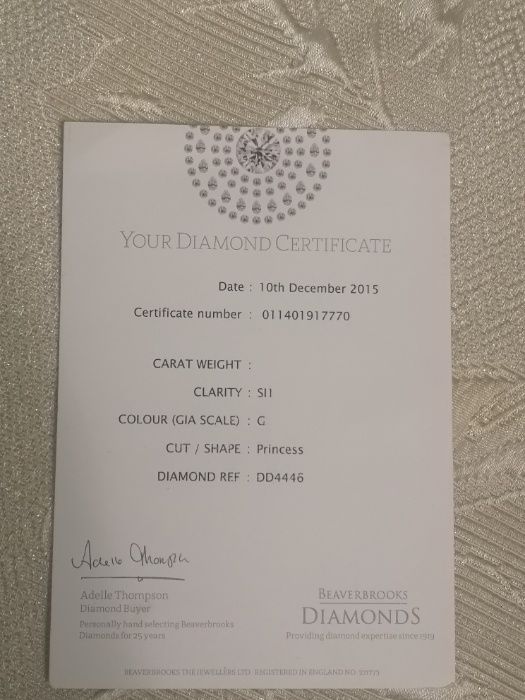 YOUR DIAMOND CERTIFICATE
Date : 10th December 2015
Certificate number : 011401917770
CARAT WEIGHT :
CLARITY : SI1
COLOUR (GIA SCALE) : G
CUT / SHAPE : Princess
DIAMOND REF : DD4446
Adelle Thompson
Adelle Thompson
Diamond Buyer
Personally hand selecting Beaverbrooks
Diamonds for 25 years
BEAVERBROOKS
DIAMONDS
Providing diamond expertise since 1919
BEAVERBROOKS THE JEWELLERS LTD REGISTERED IN ENGLAND NO.